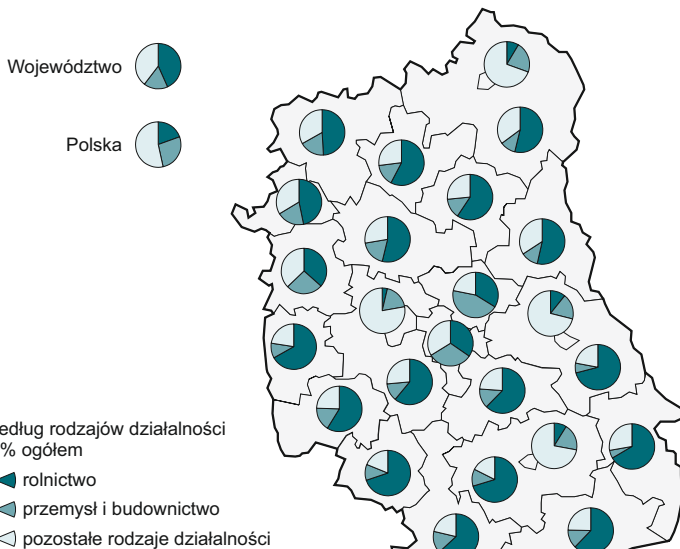 Województwo
Polska
edług rodzajów działalności
% ogółem
rolnictwo
przemysł i budownictwo
pozostałe rodzaje działalności